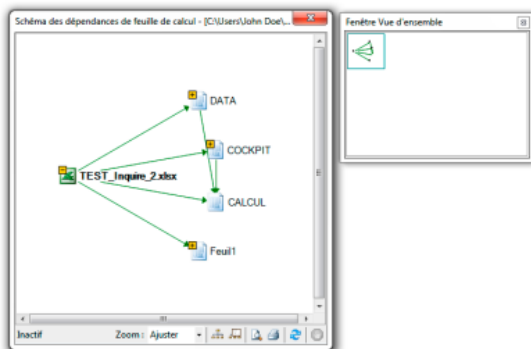 Schéma des dépendances de feuille de calcul - [C:\Users\John Doe\...
Fenêtre Vue d'ensemble
DATA
COCKPIT
TEST_Inquire_2.xlsx
CALCUL
Feuil1
Inactif
Zoom : Ajuster